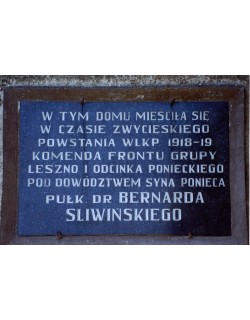 W TYM DOMU MIEŚCIŁA SIĘ
W CZASIE ZWYCIESKIEGO
POWSTANIA WLKP 1918-19
KOMENDA FRONTU GRUPY
LESZNO I ODCINKA PONIECKIEGO
POD DOWÓDZTWEM SYNA PONIECA
PUŁK. DR BERNARDA
ŚLIWIŃSKIEGO